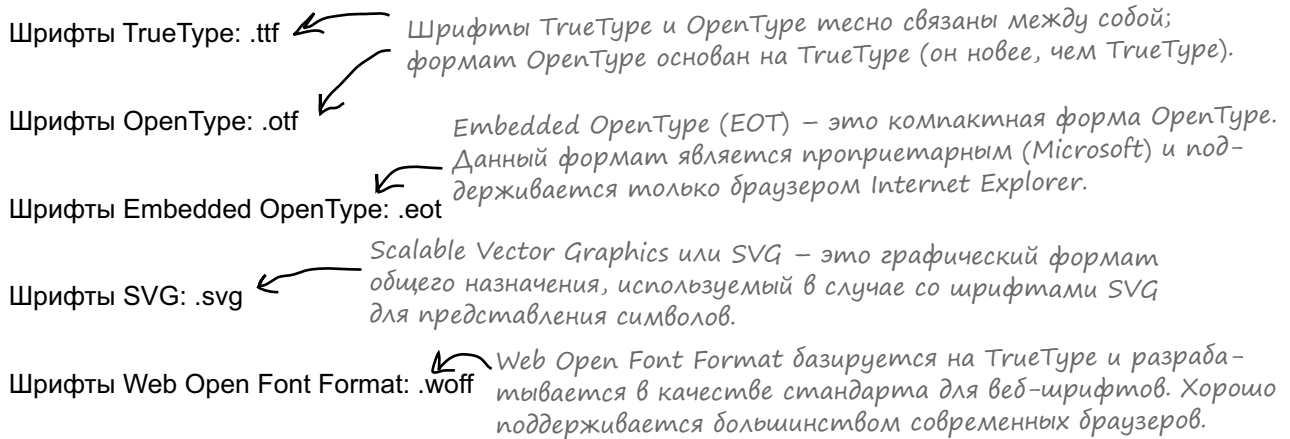 Шрифты TrueType: .ttf
Шрифты TrueType и OpenType тесно связаны между собой;
формат OpenType основан на TrueType (он новее, чем TrueType).
Шрифты OpenType: .otf
Embedded OpenType (EOT) – это компактная форма OpenType.
Данный формат является проприетарным (Microsoft) и под-
держивается только браузером Internet Explorer.
Шрифты Embedded OpenType: .eot
Scalable Vector Graphics или SVG – это графический формат
общего назначения, используемый в случае со шрифтами SVG
для представления символов.
Шрифты SVG: .svg
Web Open Font Format базируется на TrueType и разраба-
тывается в качестве стандарта для веб-шрифтов. Хорошо
поддерживается большинством современных браузеров.
Шрифты Web Open Font Format: .woff